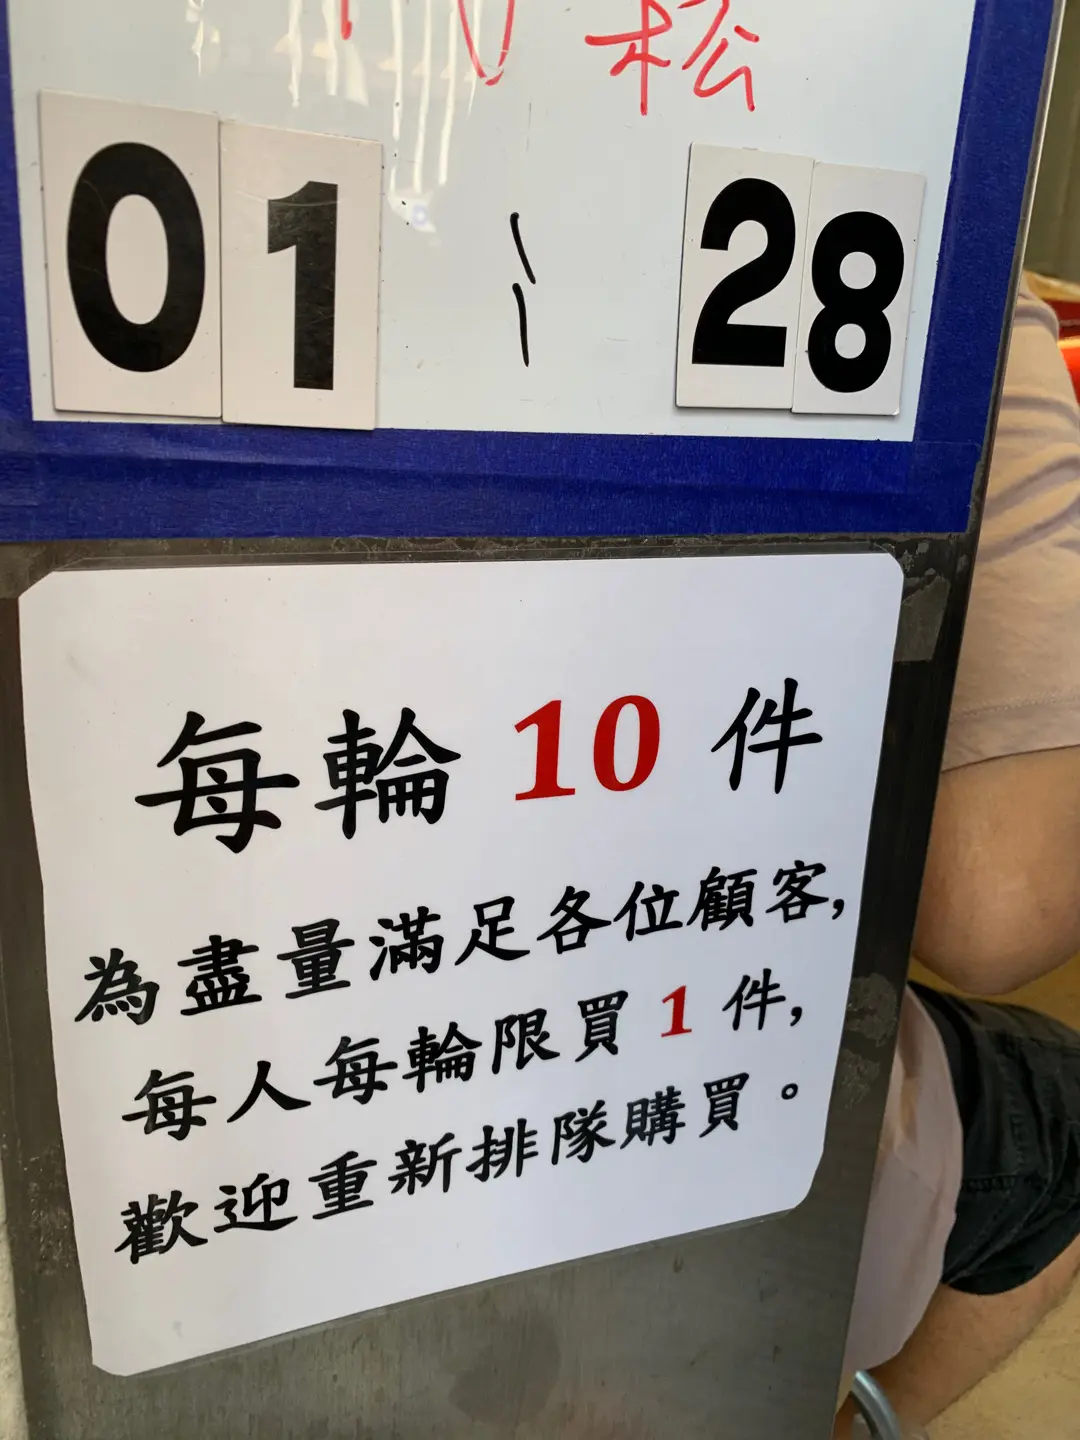 松
01 ~ 28
每輪 10 件
為盡量滿足各位顧客,
每人每輪限買 1 件,
歡迎重新排隊購買。